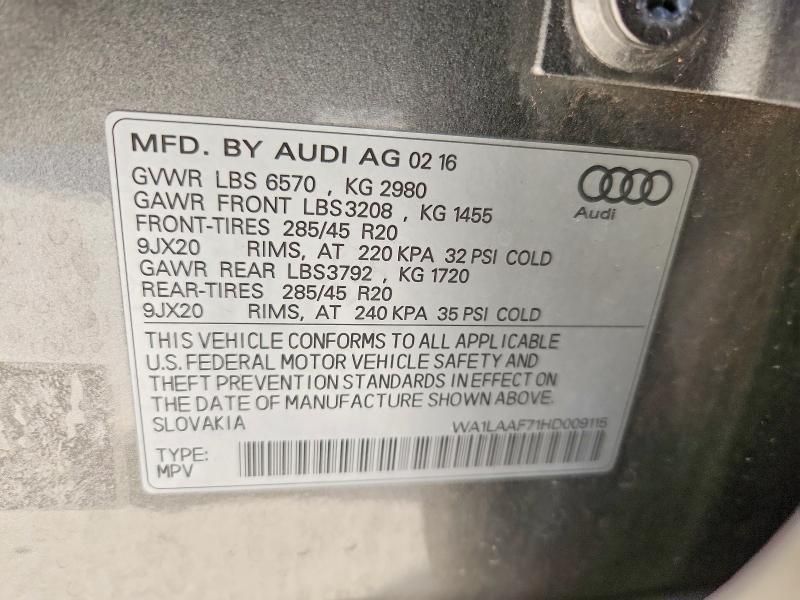 MFD. BY AUDI AG 02 16
GVWR LBS 6570 , KG 2980
GAWR FRONT LBS3208 , KG 1455
FRONT-TIRES 285/45 R20
9JX20 RIMS, AT 220 KPA 32 PSI COLD
GAWR REAR LBS3792 , KG 1720
REAR-TIRES 285/45 R20
9JX20 RIMS, AT 240 KPA 35 PSI COLD
Audi
THIS VEHICLE CONFORMS TO ALL APPLICABLE
U.S. FEDERAL MOTOR VEHICLE SAFETY AND
THEFT PREVENTION STANDARDS IN EFFECT ON
THE DATE OF MANUFACTURE SHOWN ABOVE.
SLOVAKIA WA1LAAF71HD009115
TYPE:
MPV